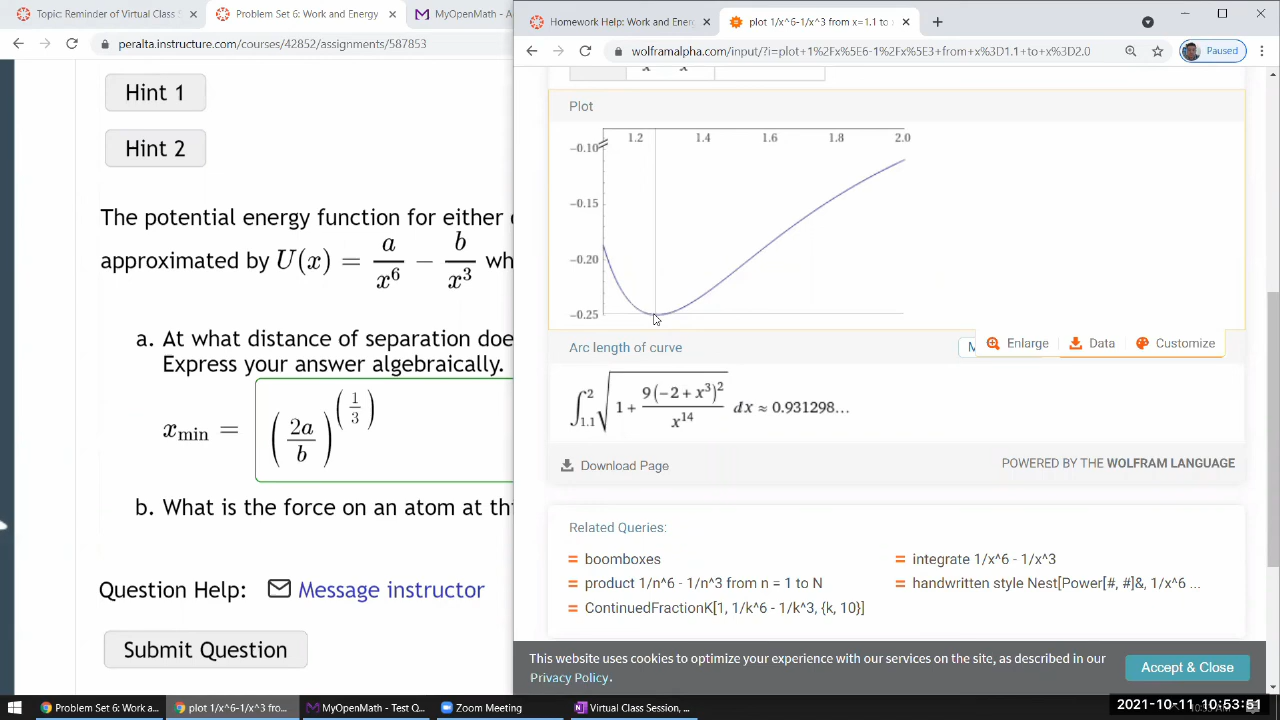 Topic: Reminder of Virtual Class S
Problem Set 6: Work and Energy
MyOpenMath - Te
peralta.instructure.com/courses/42852/assignments/587853
Hint 1
Hint 2
The potential energy function for either
approximated by U(x) = a/x^6 − b/x^3 wh
a. At what distance of separation doe
Express your answer algebraically.
x_min = (2a/b)^(1/3)
b. What is the force on an atom at thi
Question Help: Message instructor
Submit Question
Homework Help: Work and Ener
plot 1/x^6-1/x^3 from x=1.1 to
wolframalpha.com/input/?i=plot+1%2Fx%5E6-1%2Fx%5E3+from+x%3D1.1+to+x%3D2.0
Paused
Plot
1.2 1.4 1.6 1.8 2.0
−0.10
−0.15
−0.20
−0.25
Arc length of curve
M
Enlarge
Data
Customize
∫_1.1^2 √(1 + 9(−2 + x^3)^2/x^14) dx ≈ 0.931298...
Download Page
POWERED BY THE WOLFRAM LANGUAGE
Related Queries:
= boomboxes
= integrate 1/x^6 - 1/x^3
= product 1/n^6 - 1/n^3 from n = 1 to N
= handwritten style Nest[Power[#, #]&, 1/x^6 ...
= ContinuedFractionK[1, 1/k^6 - 1/k^3, {k, 10}]
This website uses cookies to optimize your experience with our services on the site, as described in our
Privacy Policy.
Accept & Close
Problem Set 6: Work a...
plot 1/x^6-1/x^3 fro...
MyOpenMath - Test Q...
Zoom Meeting
Virtual Class Session, ...
2021-10-11 10:53:51